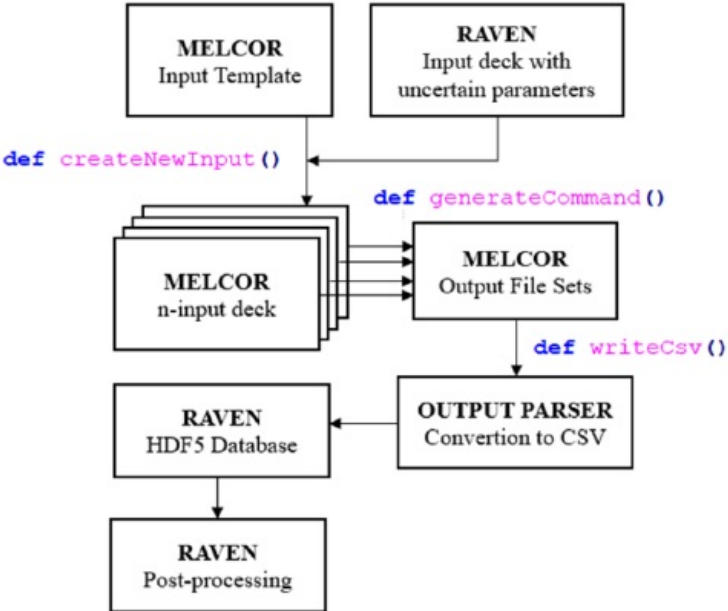 MELCOR
Input Template
RAVEN
Input deck with
uncertain parameters
def createNewInput()
def generateCommand()
MELCOR
n-input deck
MELCOR
Output File Sets
def writeCsv()
OUTPUT PARSER
Convertion to CSV
RAVEN
HDF5 Database
RAVEN
Post-processing